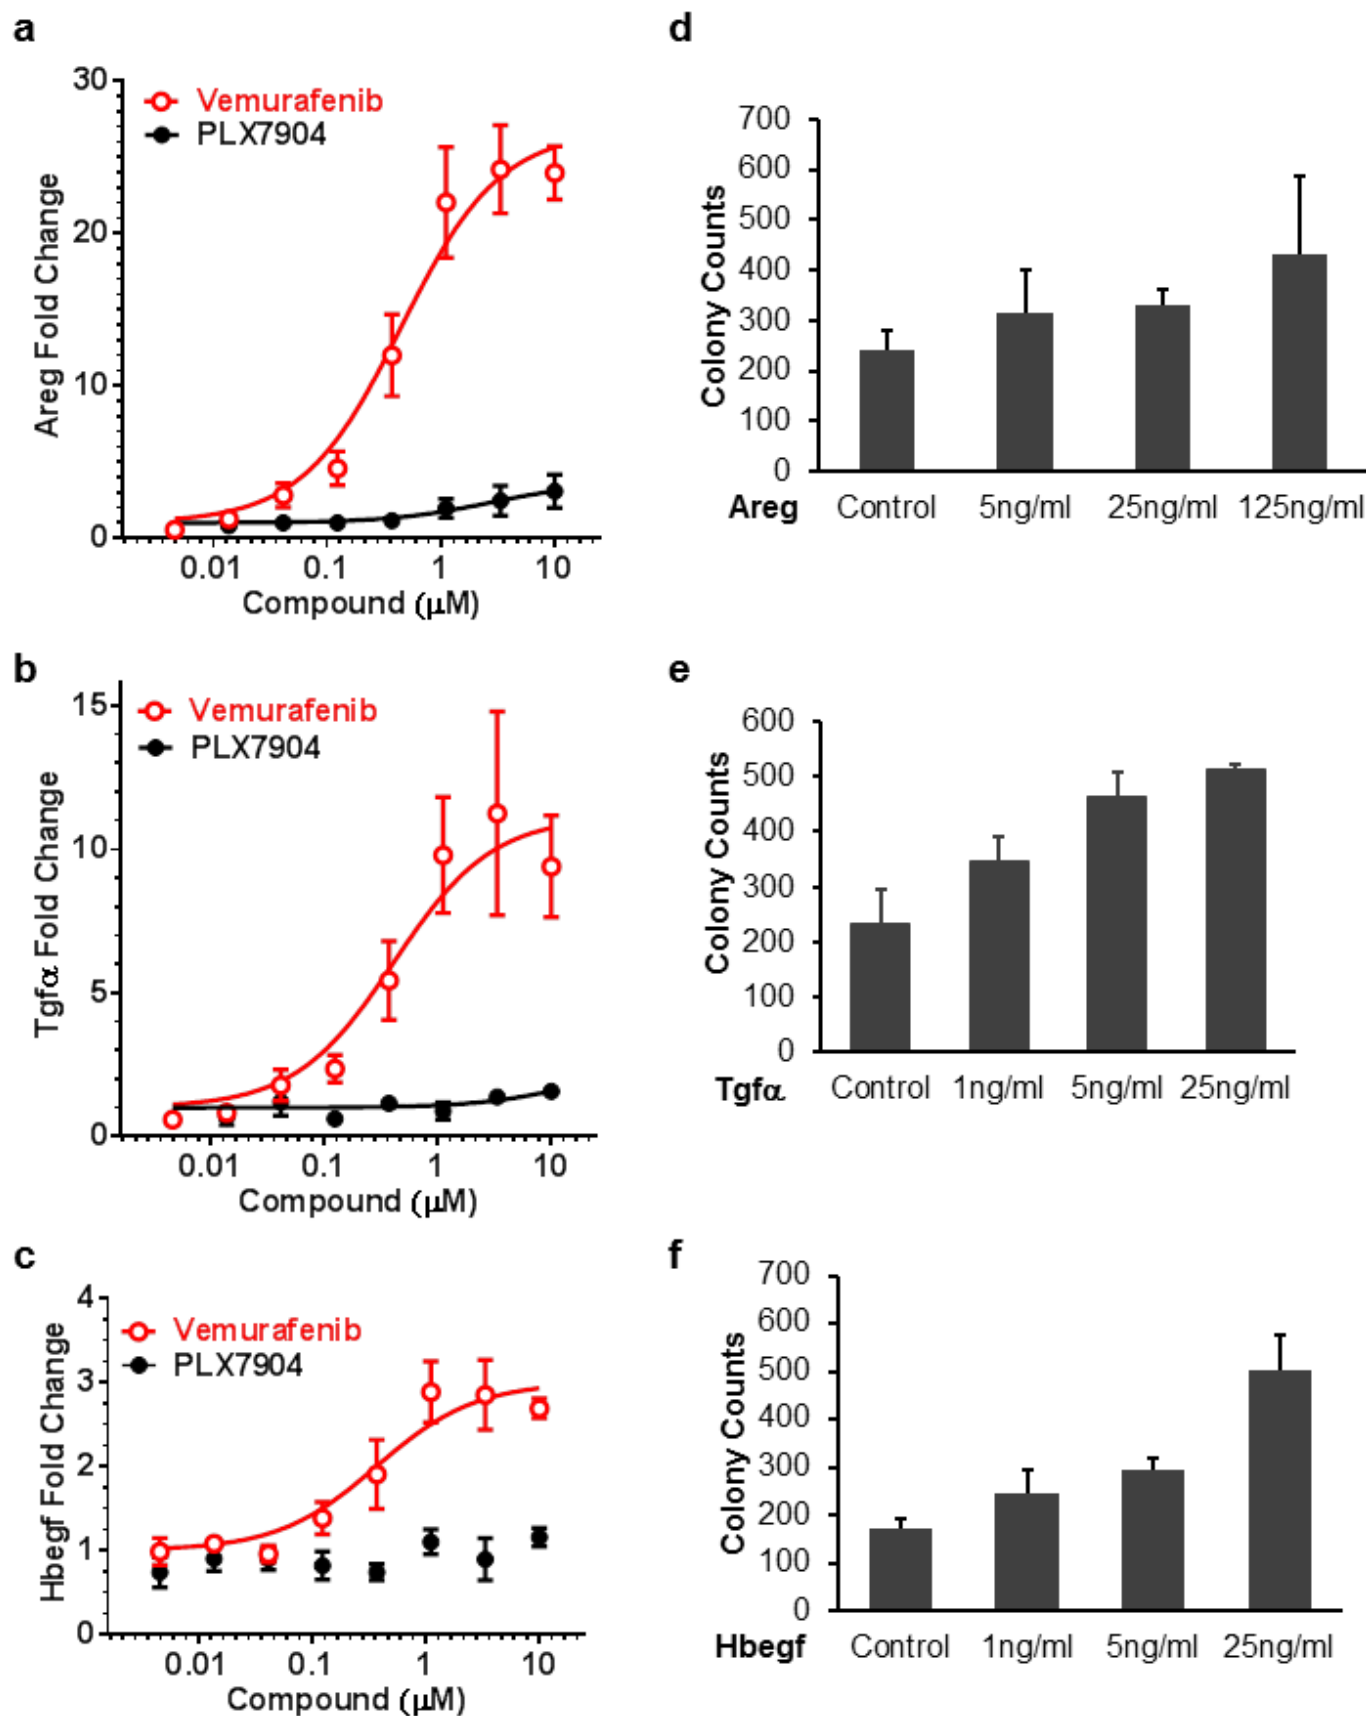 a
30
20
10
0
Areg Fold Change
Vemurafenib
PLX7904
0.01 0.1 1 10
Compound (μM)
b
15
10
5
0
Tgfα Fold Change
Vemurafenib
PLX7904
0.01 0.1 1 10
Compound (μM)
c
4
3
2
1
0
Hbegf Fold Change
Vemurafenib
PLX7904
0.01 0.1 1 10
Compound (μM)
d
700
600
500
400
300
200
100
0
Colony Counts
Areg Control 5ng/ml 25ng/ml 125ng/ml
e
600
500
400
300
200
100
0
Colony Counts
Tgfα Control 1ng/ml 5ng/ml 25ng/ml
f
700
600
500
400
300
200
100
0
Colony Counts
Hbegf Control 1ng/ml 5ng/ml 25ng/ml